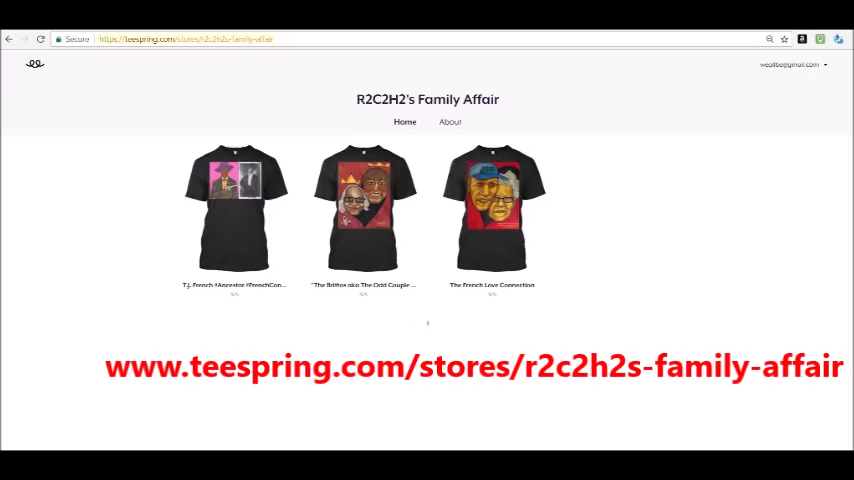 Secure https://teespring.com/stores/r2c2h2s-family-affair
R2C2H2's Family Affair
Home About
T.J. French #Ancestor #FrenchCon...
"The Brittos aka The Odd Couple ...
The French Love Connection
www.teespring.com/stores/r2c2h2s-family-affair